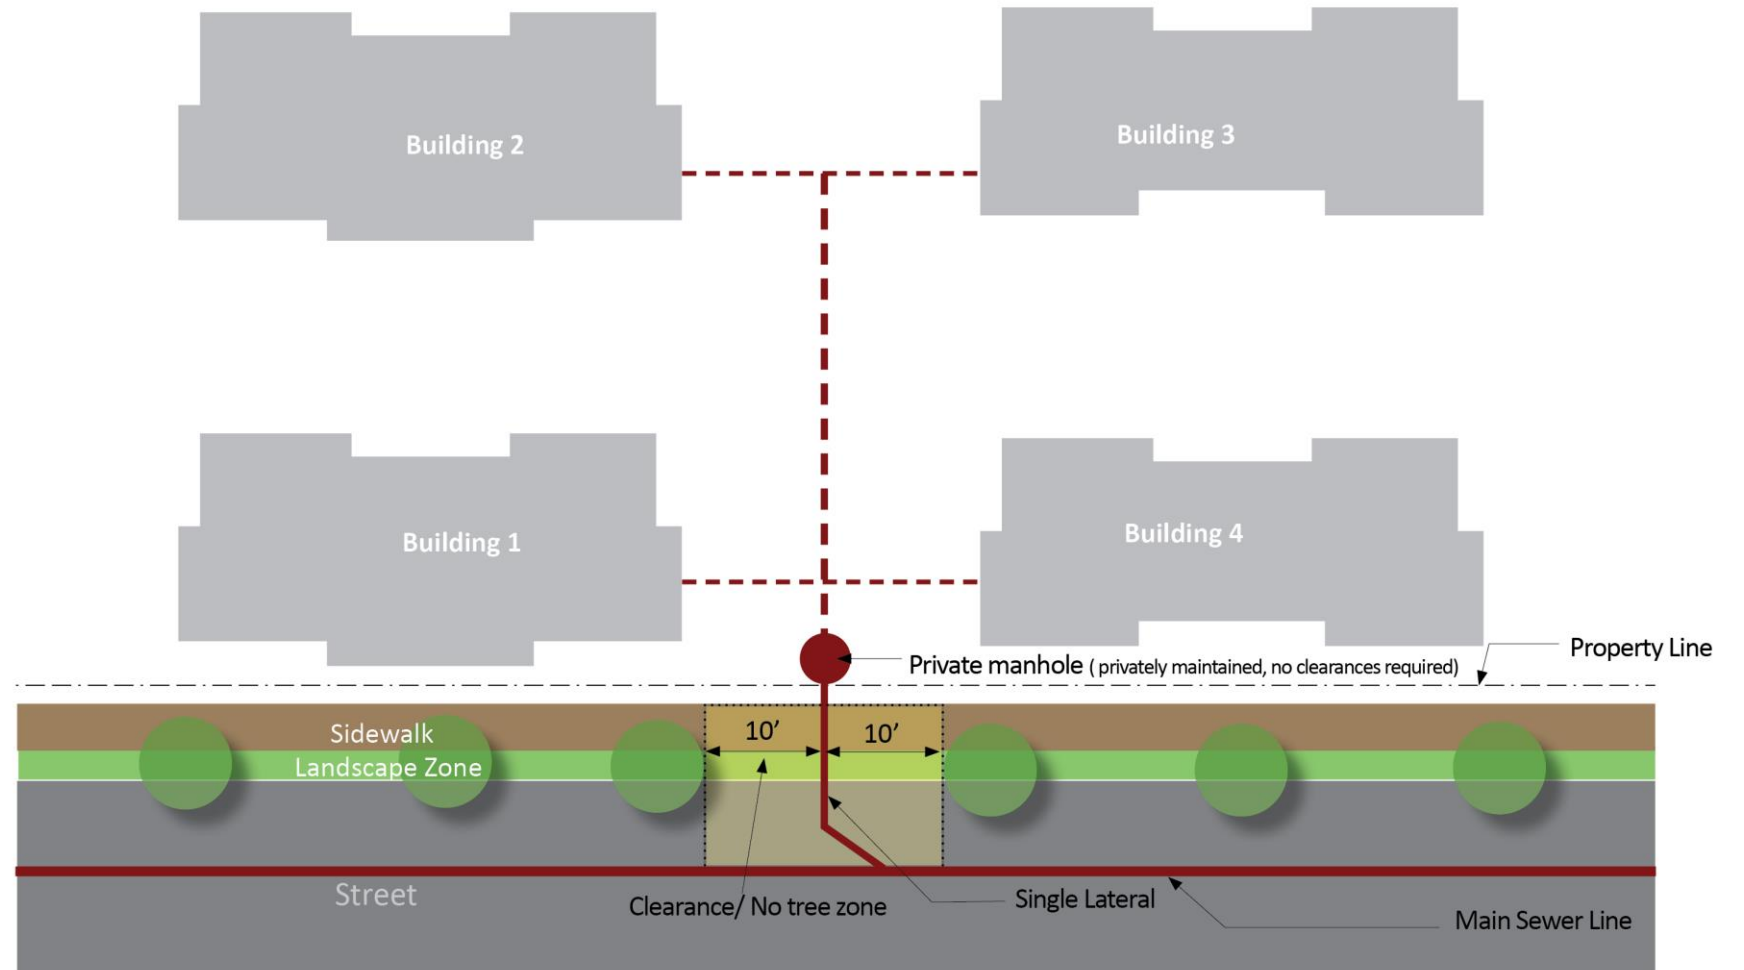 Building 2
Building 3
Building 1
Building 4
Property Line
Private manhole ( privately maintained, no clearances required)
10’
10’
Sidewalk
Landscape Zone
Street
Clearance/ No tree zone
Single Lateral
Main Sewer Line